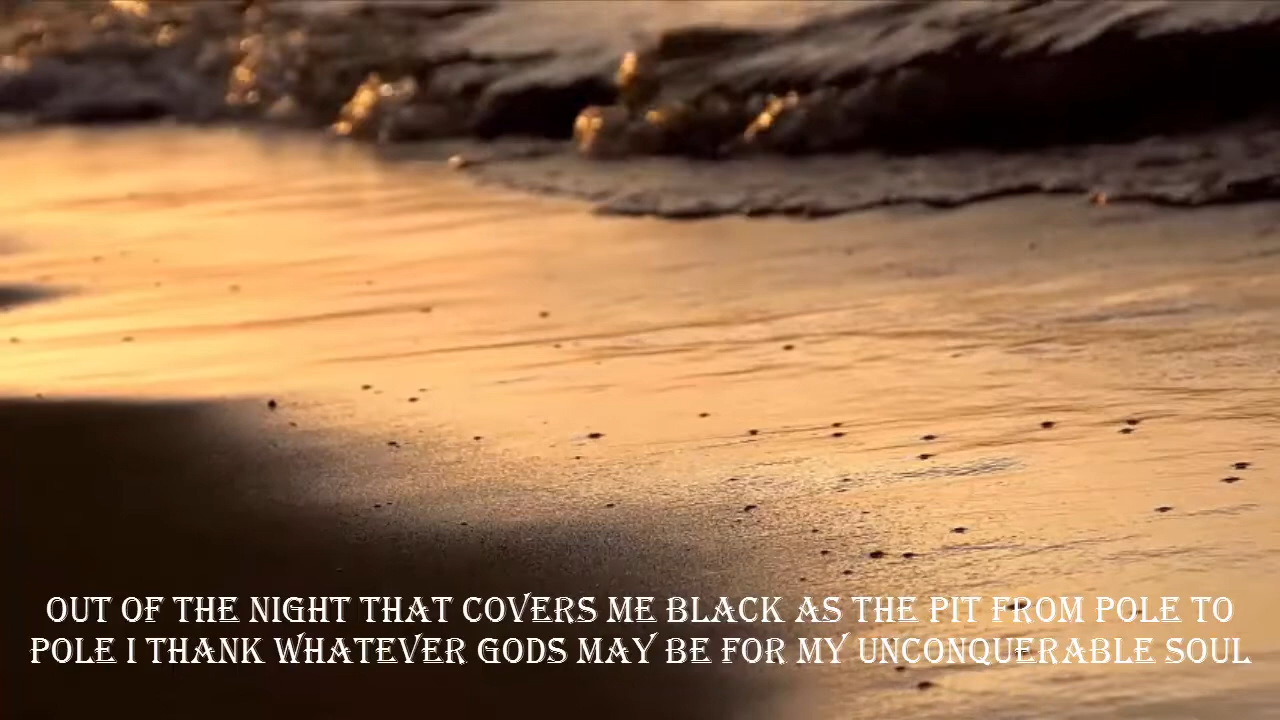 OUT OF THE NIGHT THAT COVERS ME BLACK AS THE PIT FROM POLE TO
POLE I THANK WHATEVER GODS MAY BE FOR MY UNCONQUERABLE SOUL